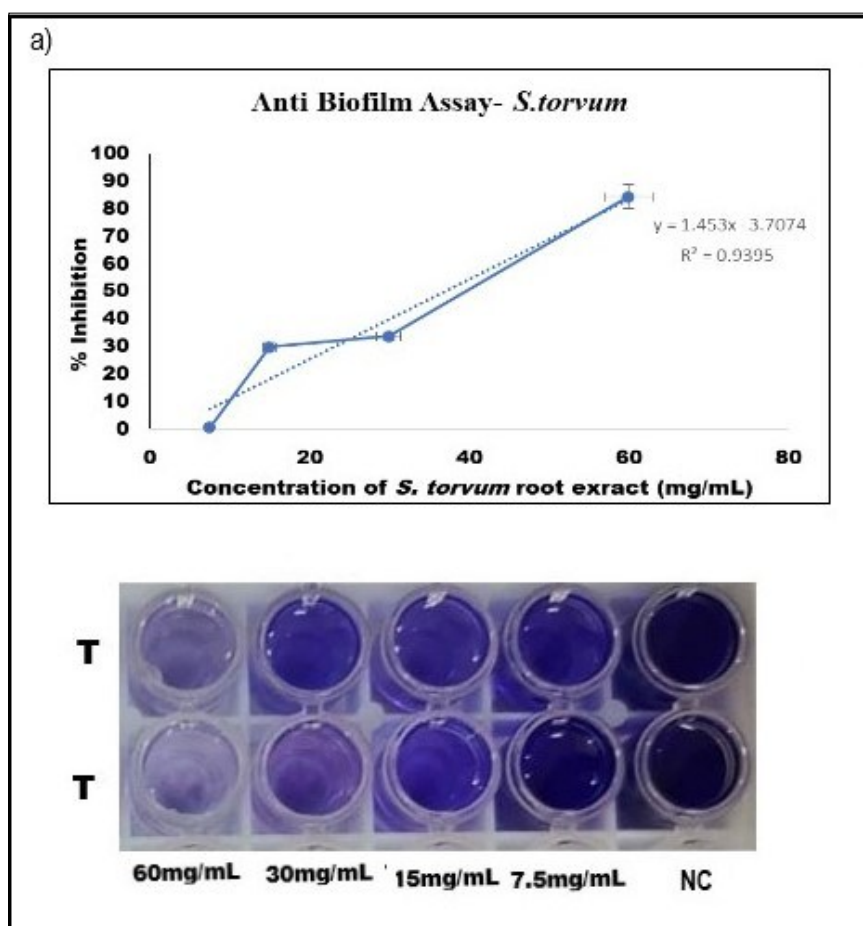 a)
Anti Biofilm Assay- S.torvum
100
90
80
70
60
50
40
30
20
10
0
% Inhibition
y = 1.453x 3.7074
R² = 0.9395
0 20 40 60 80
Concentration of S. torvum root exract (mg/mL)
T
T
60mg/mL 30mg/mL 15mg/mL 7.5mg/mL NC